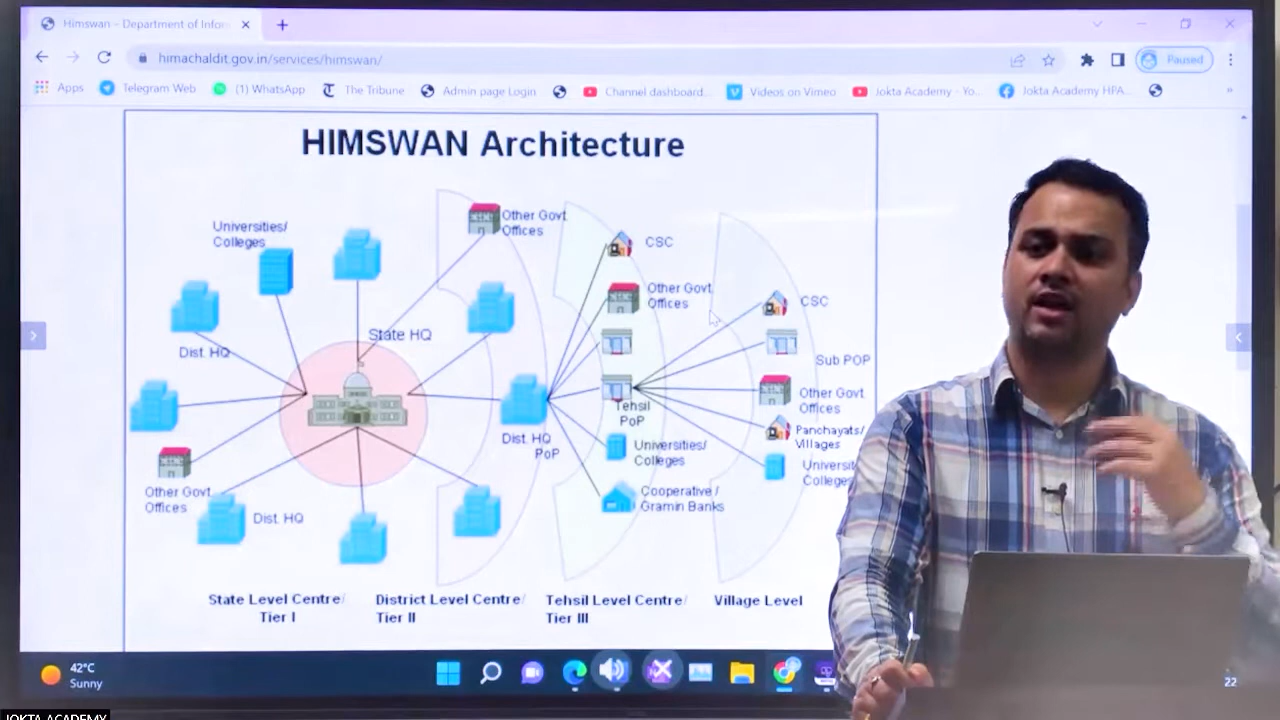 Himswan – Department of Infor
himachaldit.gov.in/services/himswan/
Paused
Apps
Telegram Web
(1) WhatsApp
The Tribune
Admin page Login
Channel dashboard...
Videos on Vimeo
Jokta Academy - Yo...
Jokta Academy HPA...
HIMSWAN Architecture
Other Govt.
Offices
Universities/
Colleges
CSC
Other Govt.
Offices
CSC
State HQ
Dist. HQ
Sub POP
Tehsil
PoP
Other Govt.
Offices
Dist. HQ
PoP
Panchayats/
Villages
Universities/
Colleges
Colleges
Other Govt.
Offices
Cooperative /
Gramin Banks
Dist. HQ
State Level Centre/
Tier I
District Level Centre/
Tier II
Tehsil Level Centre/
Tier III
Village Level
42°C
Sunny
22
JOKTA ACADEMY